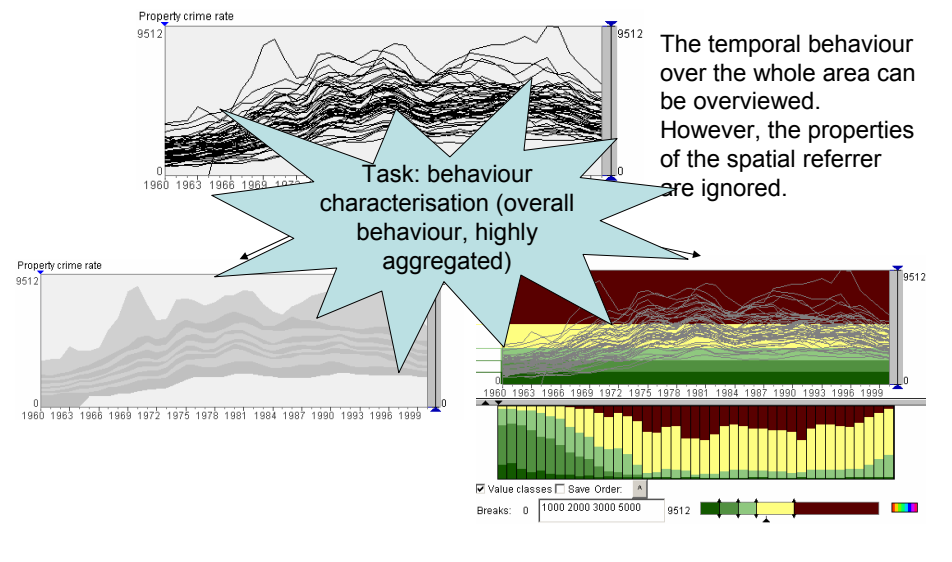 Property crime rate
9512
9512
The temporal behaviour
over the whole area can
be overviewed.
However, the properties
of the spatial referrer
are ignored.
0
0
1960 1963 1966 1969 1972
Task: behaviour
characterisation (overall
behaviour, highly
aggregated)
Property crime rate
9512
0
1960 1963 1966 1969 1972 1975 1978 1981 1984 1987 1990 1993 1996 1999
9512
0
0
1960 1963 1966 1969 1972 1975 1978 1981 1984 1987 1990 1993 1996 1999
Value classes Save Order:
Breaks: 0 1000 2000 3000 5000 9512